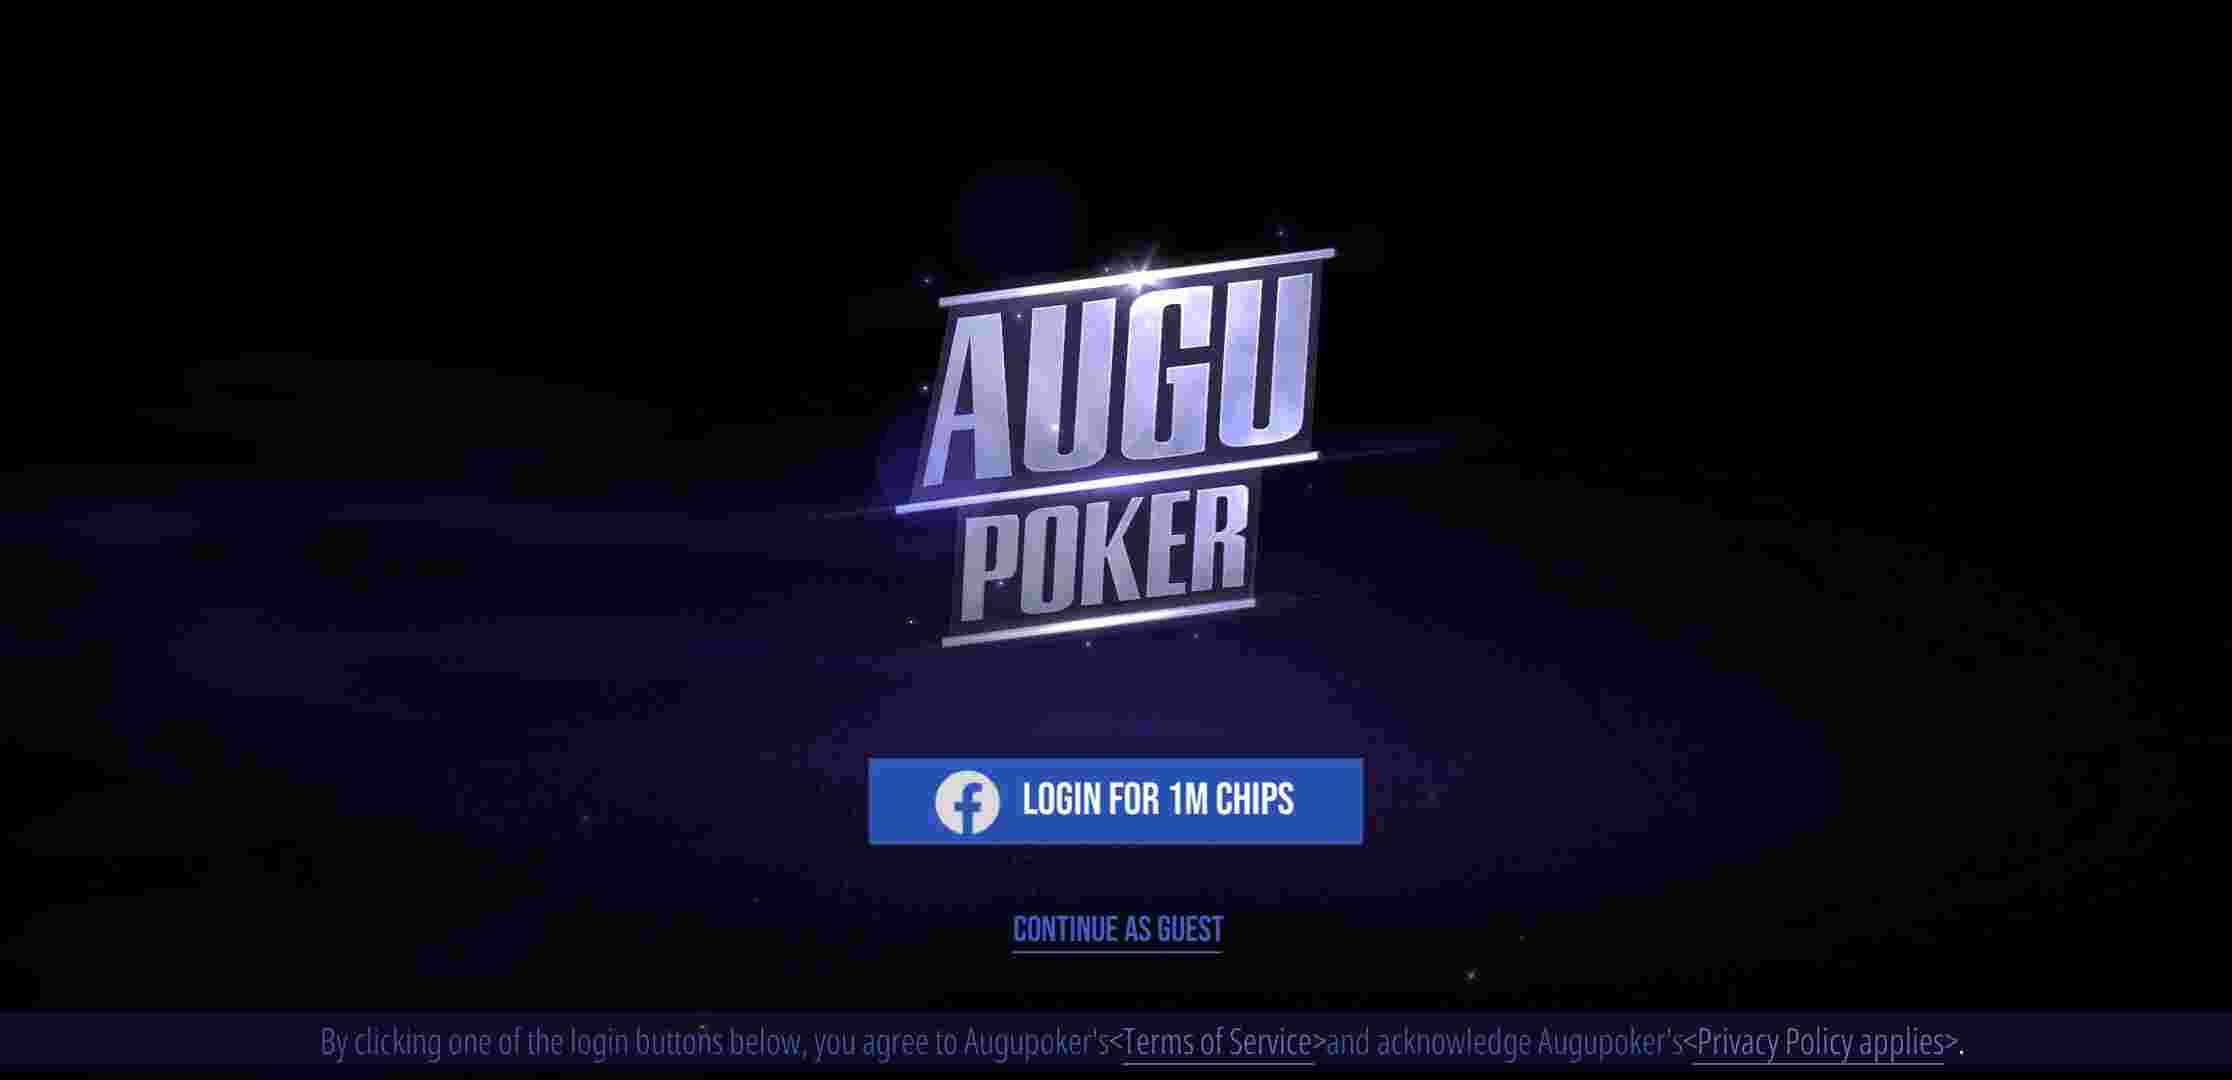 AUGU
POKER
LOGIN FOR 1M CHIPS
CONTINUE AS GUEST
By clicking one of the login buttons below, you agree to Augupoker's<Terms of Service>and acknowledge Augupoker's<Privacy Policy applies>.